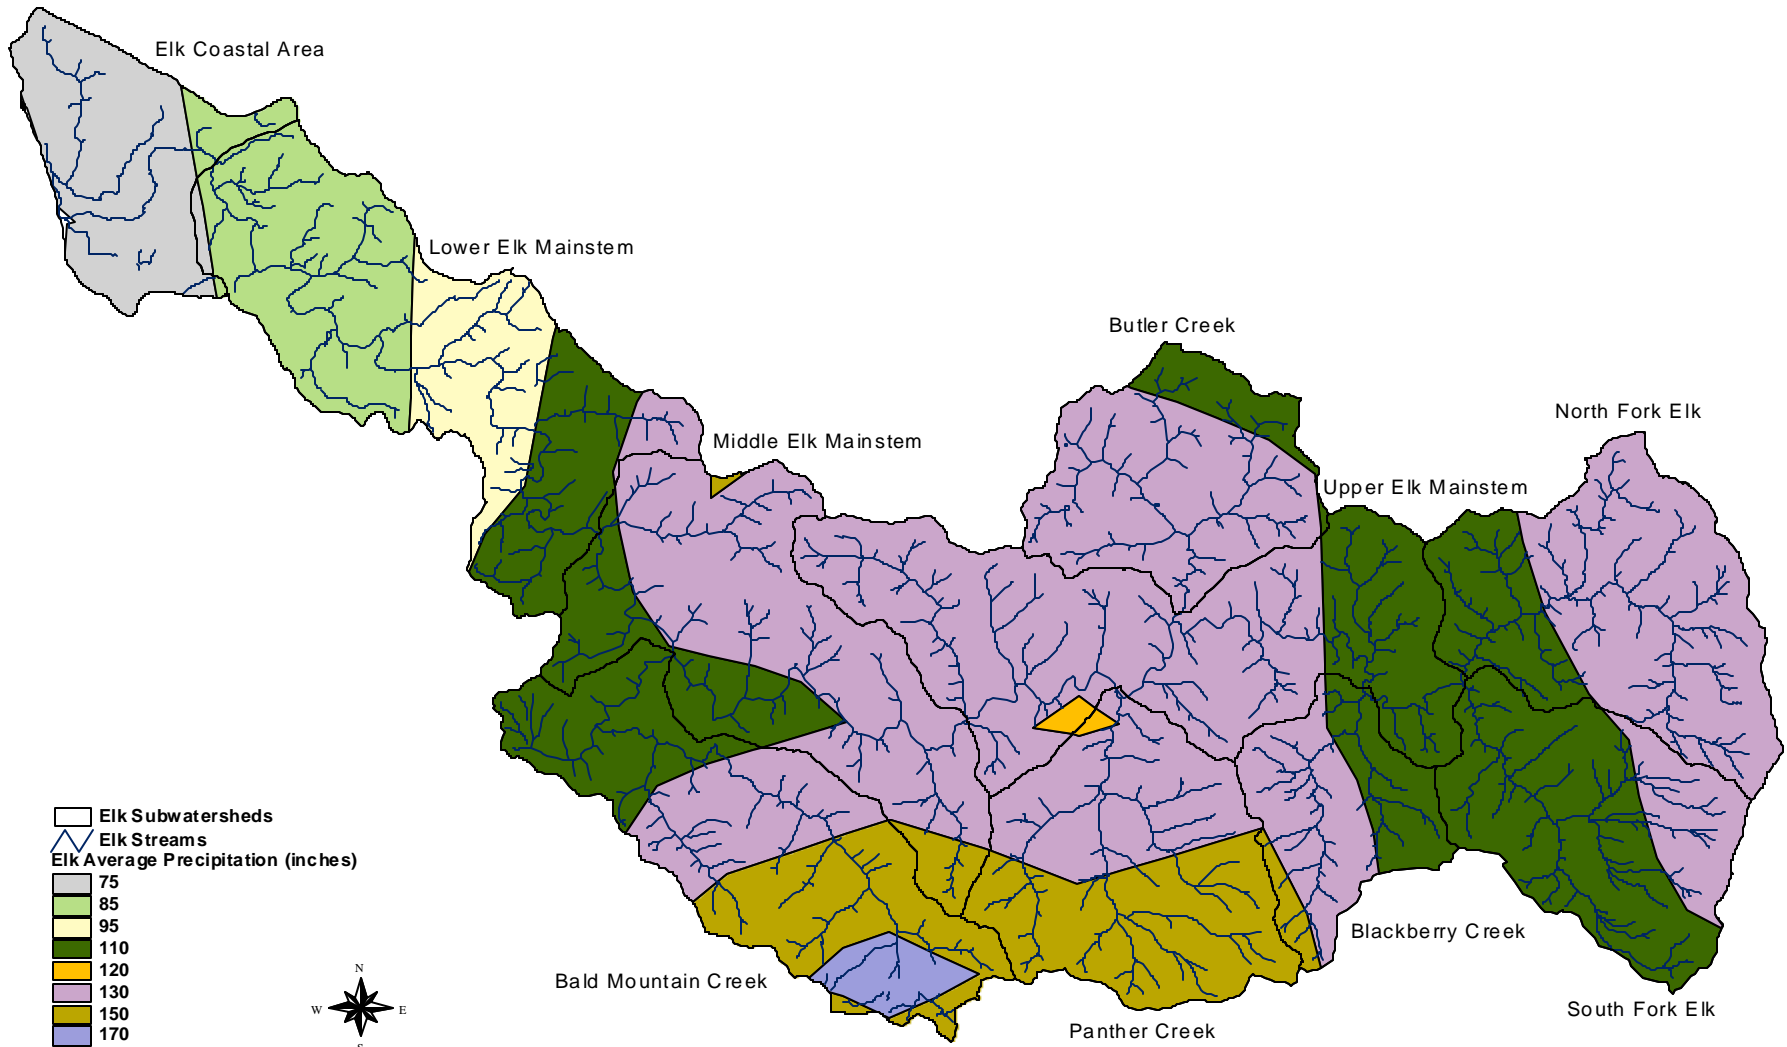 Elk Coastal Area
Lower Elk Mainstem
Butler Creek
North Fork Elk
Middle Elk Mainstem
Upper Elk Mainstem
Elk Subwatersheds
Elk Streams
Elk Average Precipitation (inches)
75
85
95
110
120
130
150
170
N
W
E
S
Blackberry Creek
Bald Mountain Creek
South Fork Elk
Panther Creek